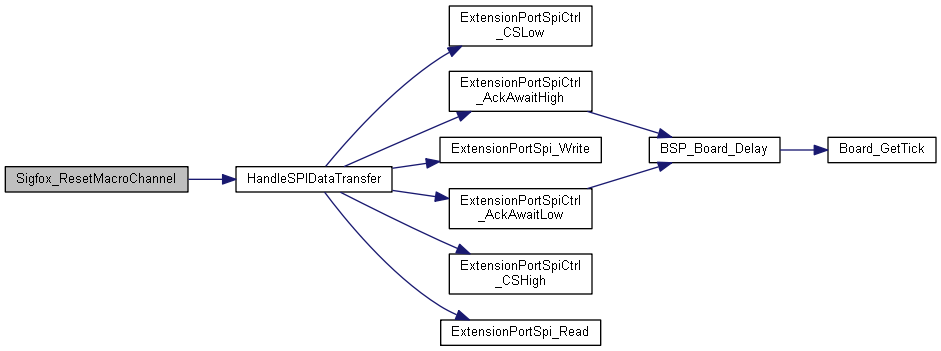 ExtensionPortSpiCtrl
_CSLow
ExtensionPortSpiCtrl
_AckAwaitHigh
ExtensionPortSpi_Write
BSP_Board_Delay
Board_GetTick
Sigfox_ResetMacroChannel
HandleSPIDataTransfer
ExtensionPortSpiCtrl
_AckAwaitLow
ExtensionPortSpiCtrl
_CSHigh
ExtensionPortSpi_Read